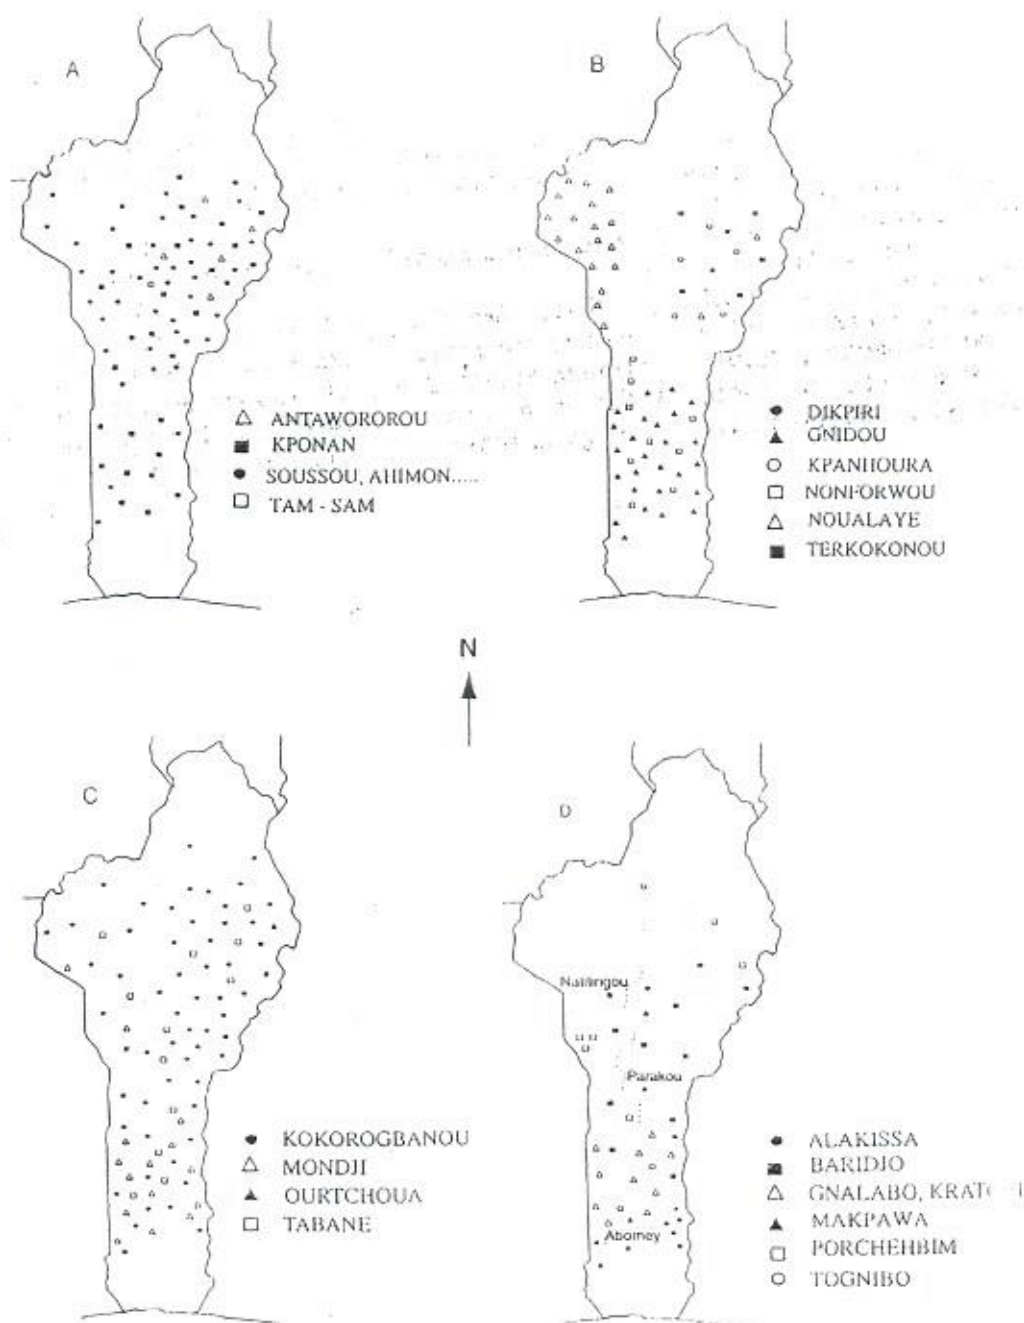 A
B
△ ANTAWOROROU
■ KPONAN
● SOUSSOU, AHIMON.....
□ TAM - SAM
● DIKPIRI
▲ GNIDOU
○ KPANHOURA
□ NONFORWOU
△ NOUALAYE
■ TERKOKONOU
N
C
D
Natitingou
Parakou
Abomey
● KOKOROGBANOU
△ MONDJI
▲ OURTCHOUA
□ TABANE
● ALAKISSA
■ BARIDJO
△ GNALABO,
▲ MAKPAWA
□ PORCHEHBIM
○ TOGNIBO